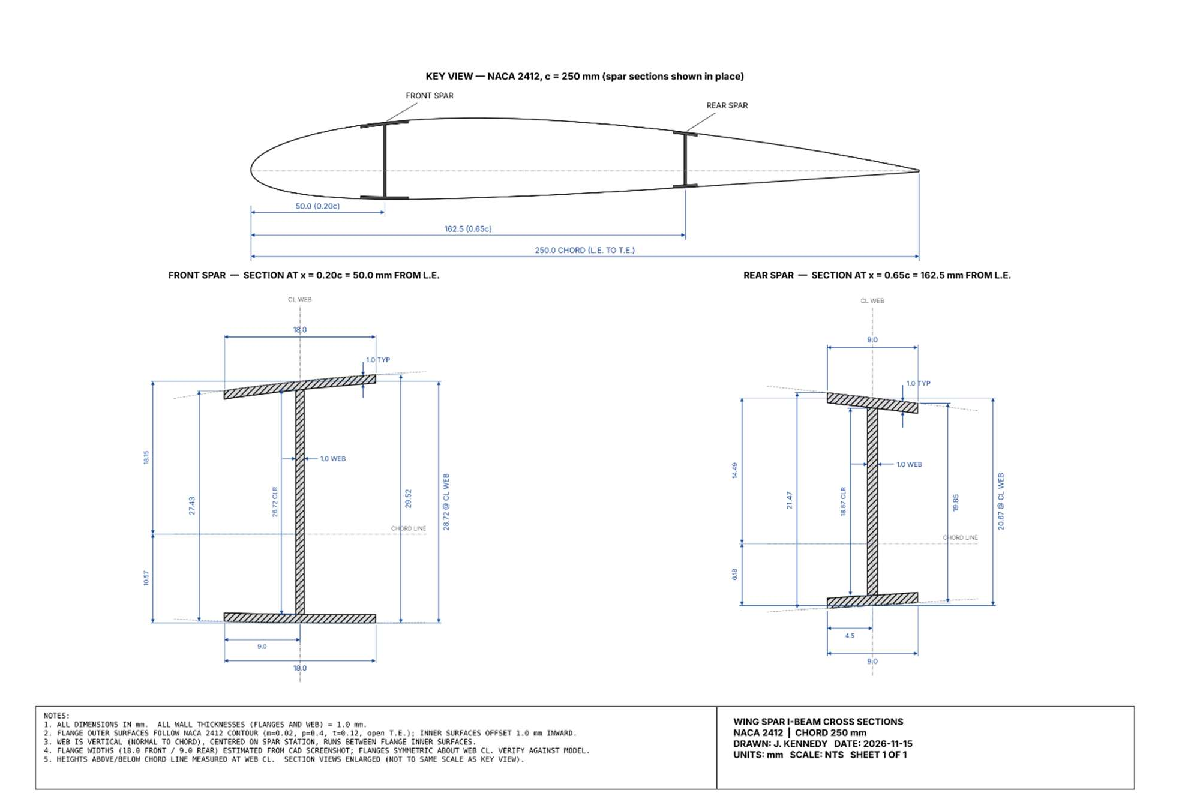 KEY VIEW — NACA 2412, c = 250 mm (spar sections shown in place)
FRONT SPAR
REAR SPAR
50.0 (0.20c)
162.5 (0.65c)
250.0 CHORD (L.E. TO T.E.)
FRONT SPAR — SECTION AT x = 0.20c = 50.0 mm FROM L.E.
REAR SPAR — SECTION AT x = 0.65c = 162.5 mm FROM L.E.
CL WEB
18.0
1.0 TYP
18.15
27.43
26.72 CLR
1.0 WEB
29.52
28.72 @ CL WEB
CHORD LINE
10.57
9.0
18.0
CL WEB
9.0
1.0 TYP
14.49
21.47
18.67 CLR
1.0 WEB
19.86
20.67 @ CL WEB
CHORD LINE
4.5
9.0
NOTES:
1. ALL DIMENSIONS IN mm. ALL WALL THICKNESSES (FLANGES AND WEB) = 1.0 mm.
2. FLANGE OUTER SURFACES FOLLOW NACA 2412 CONTOUR (m=0.02, p=0.4, t=0.12, open T.E.); INNER SURFACES OFFSET 1.0 mm INWARD.
3. WEB IS VERTICAL (NORMAL TO CHORD), CENTERED ON SPAR STATION, RUNS BETWEEN FLANGE INNER SURFACES.
4. FLANGE WIDTHS (18.0 FRONT / 9.0 REAR) ESTIMATED FROM CAD SCREENSHOT; FLANGES SYMMETRIC ABOUT WEB CL. VERIFY AGAINST MODEL.
5. HEIGHTS ABOVE/BELOW CHORD LINE MEASURED AT WEB CL. SECTION VIEWS ENLARGED (NOT TO SAME SCALE AS KEY VIEW).
WING SPAR I-BEAM CROSS SECTIONS
NACA 2412 | CHORD 250 mm
DRAWN: J. KENNEDY DATE: 2026-11-15
UNITS: mm SCALE: NTS SHEET 1 OF 1